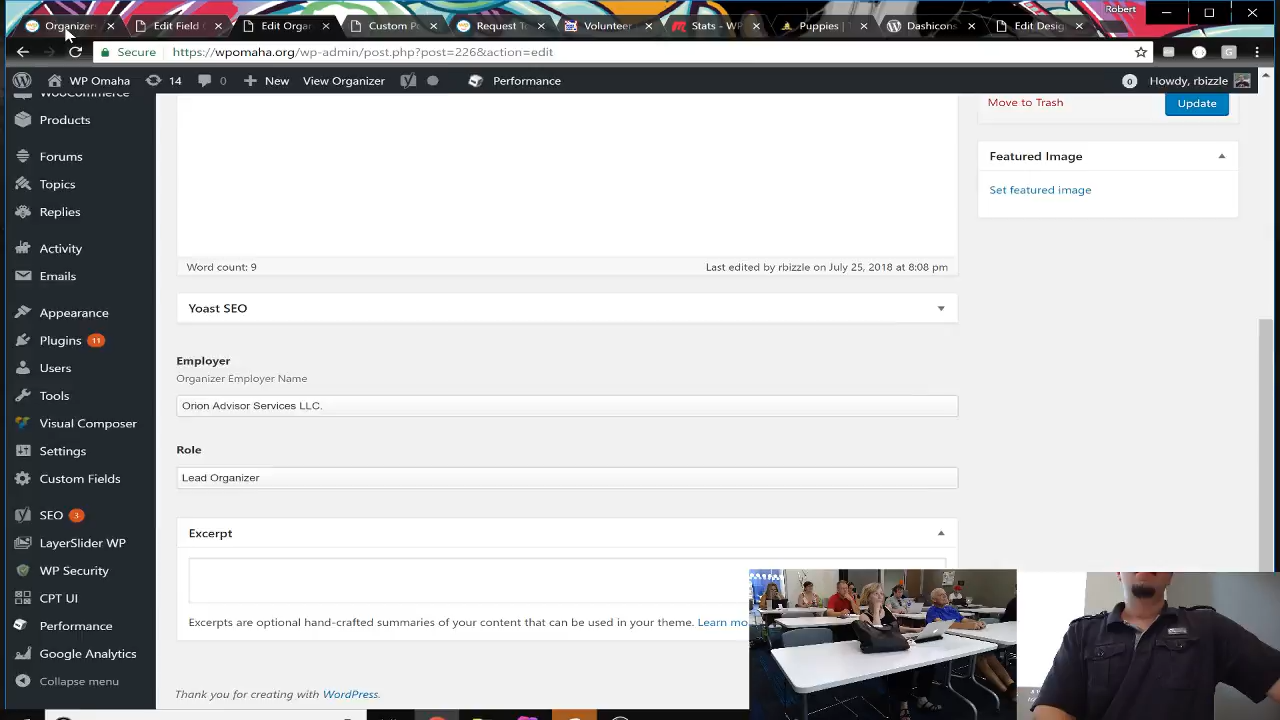 Robert
Organizer
Edit Field
Edit Organ
Custom P
Request T
Volunteer
Stats - WP
Puppies |
Dashicons
Edit Desig
Secure https://wpomaha.org/wp-admin/post.php?post=226&action=edit
WP Omaha 14 0 New View Organizer Performance 0 Howdy, rbizzle
WooCommerce
Products
Forums
Topics
Replies
Activity
Emails
Appearance
Plugins 11
Users
Tools
Visual Composer
Settings
Custom Fields
SEO 3
LayerSlider WP
WP Security
CPT UI
Performance
Google Analytics
Collapse menu
Word count: 9 Last edited by rbizzle on July 25, 2018 at 8:08 pm
Yoast SEO
Employer
Organizer Employer Name
Orion Advisor Services LLC.
Role
Lead Organizer
Excerpt
Excerpts are optional hand-crafted summaries of your content that can be used in your theme. Learn mo
Thank you for creating with WordPress.
Move to Trash Update
Featured Image
Set featured image